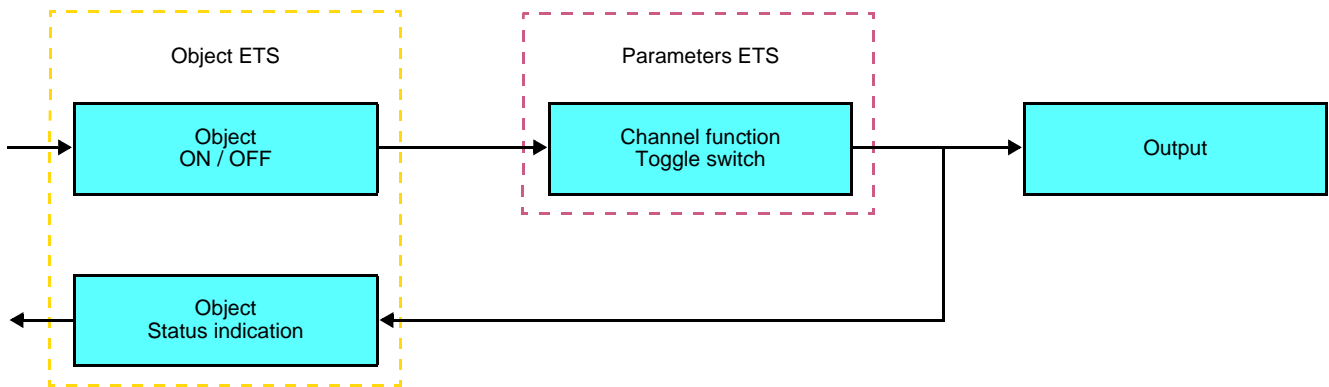 Object ETS
Parameters ETS
Object
ON / OFF
Channel function
Toggle switch
Output
Object
Status indication